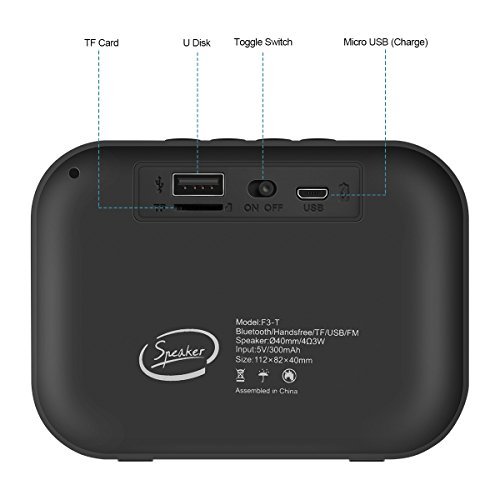 TF Card
U Disk
Toggle Switch
Micro USB (Charge)
TF
ON OFF
USB
Speaker
Model:F3-T
Bluetooth/Handsfree/TF/USB/FM
Speaker:Ø40mm/4Ω3W
Input:5V/300mAh
Size:112×82×40mm
Assembled in China